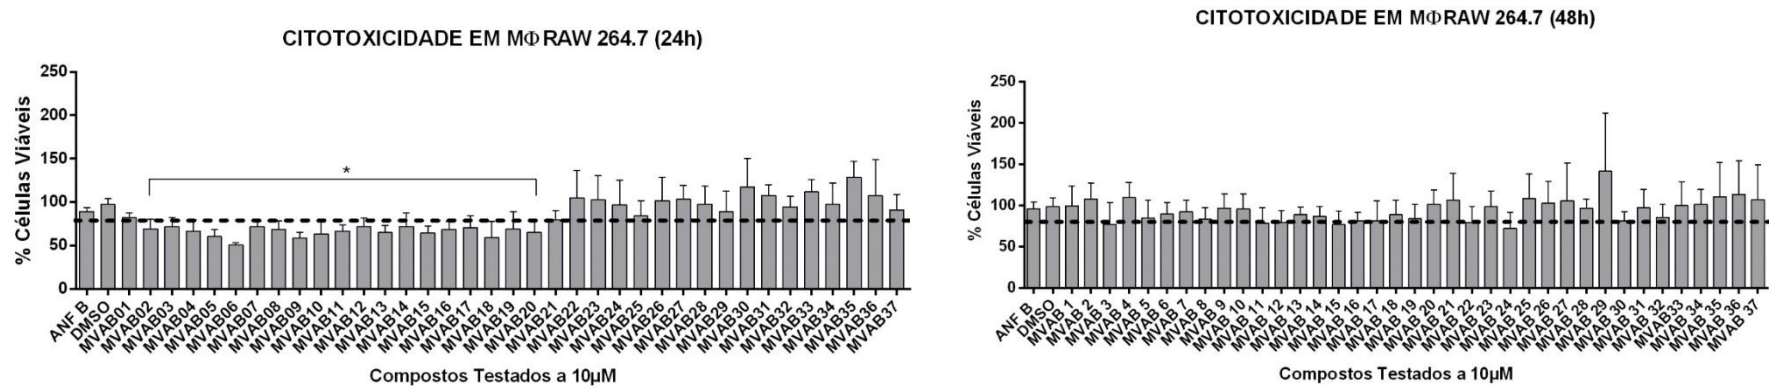 CITOTOXICIDADE EM MΦ RAW 264.7 (24h)
% Células Viáveis
250
200
150
100
50
0
*
ANF B
DMSO
MVAB01
MVAB02
MVAB03
MVAB04
MVAB05
MVAB06
MVAB07
MVAB08
MVAB09
MVAB10
MVAB11
MVAB12
MVAB13
MVAB14
MVAB15
MVAB16
MVAB17
MVAB18
MVAB19
MVAB20
MVAB21
MVAB22
MVAB23
MVAB24
MVAB25
MVAB26
MVAB27
MVAB28
MVAB29
MVAB30
MVAB31
MVAB32
MVAB33
MVAB34
MVAB35
MVAB36
MVAB37
Compostos Testados a 10μM
CITOTOXICIDADE EM MΦRAW 264.7 (48h)
% Células Viáveis
250
200
150
100
50
0
ANF B
DMSO
MVAB 1
MVAB 2
MVAB 3
MVAB 4
MVAB 5
MVAB 6
MVAB 7
MVAB 8
MVAB 9
MVAB 10
MVAB 11
MVAB 12
MVAB 13
MVAB 14
MVAB 15
MVAB 16
MVAB 17
MVAB 18
MVAB 19
MVAB 20
MVAB 21
MVAB 22
MVAB 23
MVAB 24
MVAB 25
MVAB 26
MVAB 27
MVAB 28
MVAB 29
MVAB 30
MVAB 31
MVAB 32
MVAB33
MVAB 34
MVAB 35
MVAB 36
MVAB 37
Compostos Testados a 10μM